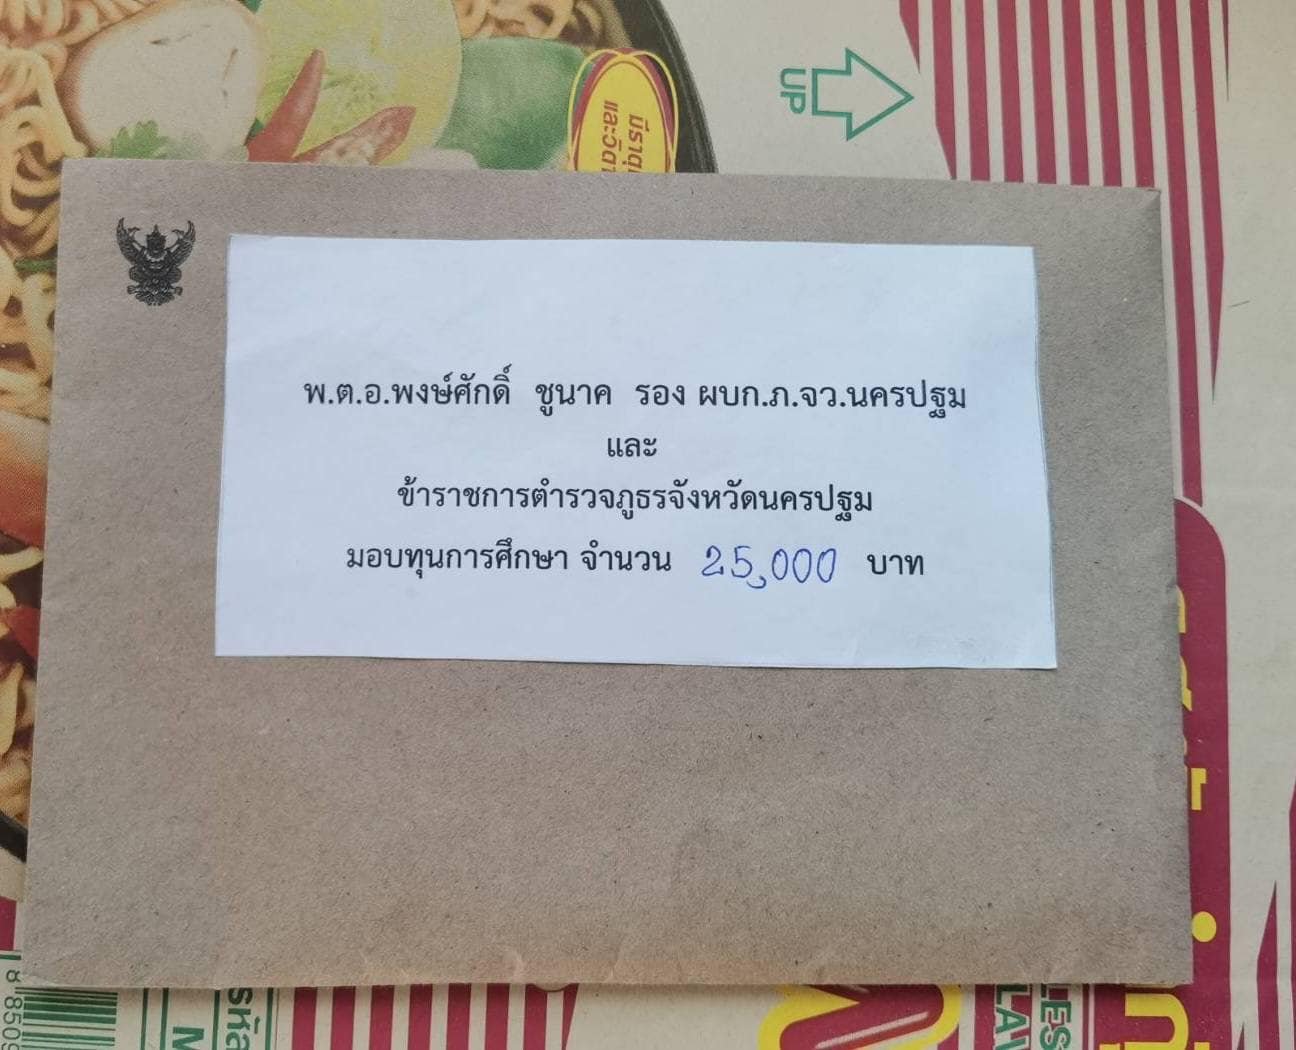 UP
พ.ต.อ.พงษ์ศักดิ์ ชูนาค รอง ผบก.ภ.จว.นครปฐม
และ
ข้าราชการตำรวจภูธรจังหวัดนครปฐม
มอบทุนการศึกษา จำนวน 25,000 บาท